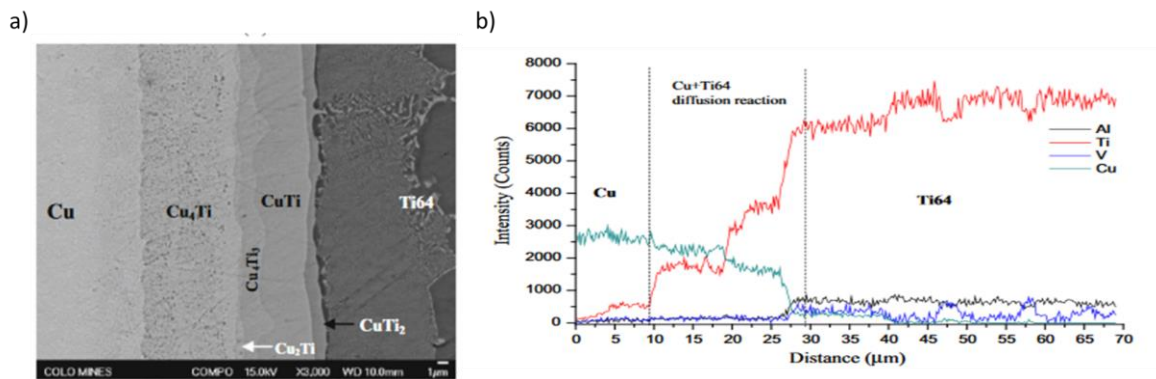 a)
Cu
Cu₄Ti
Cu₄Ti₃
CuTi
Ti64
CuTi₂
Cu₂Ti
COLO MINES COMPO 15.0kV X3,000 WD 10.0mm 1μm
b)
Cu+Ti64
diffusion reaction
Cu
Ti64
Al
Ti
V
Cu
Intensity (Counts)
8000
7000
6000
5000
4000
3000
2000
1000
0
0 5 10 15 20 25 30 35 40 45 50 55 60 65 70
Distance (μm)